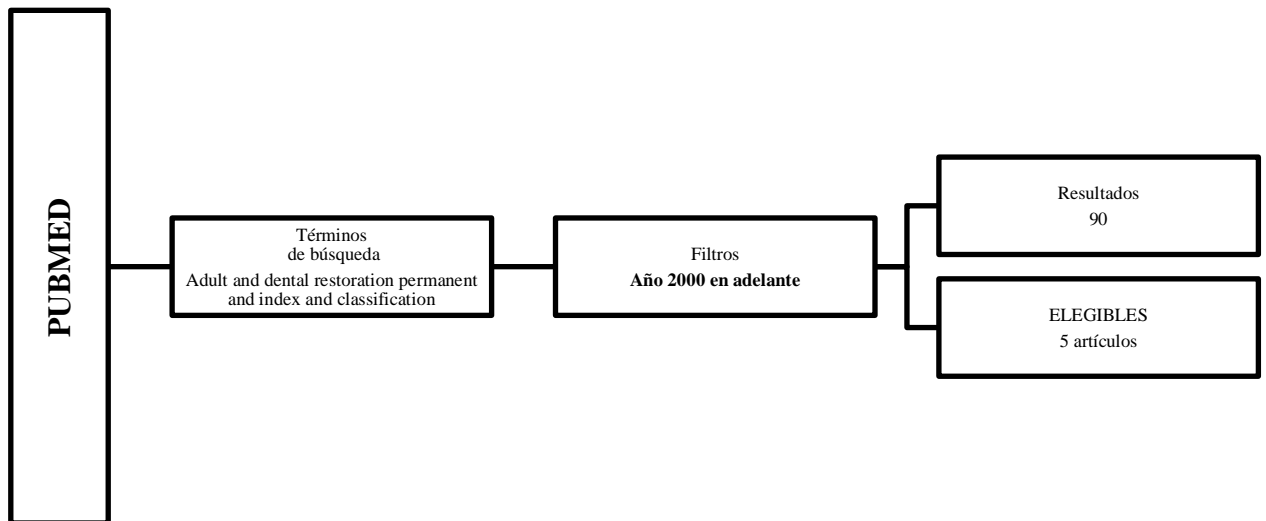 PUBMED
Términos
de búsqueda
Adult and dental restoration permanent
and index and classification
Filtros
Año 2000 en adelante
Resultados
90
ELEGIBLES
5 artículos